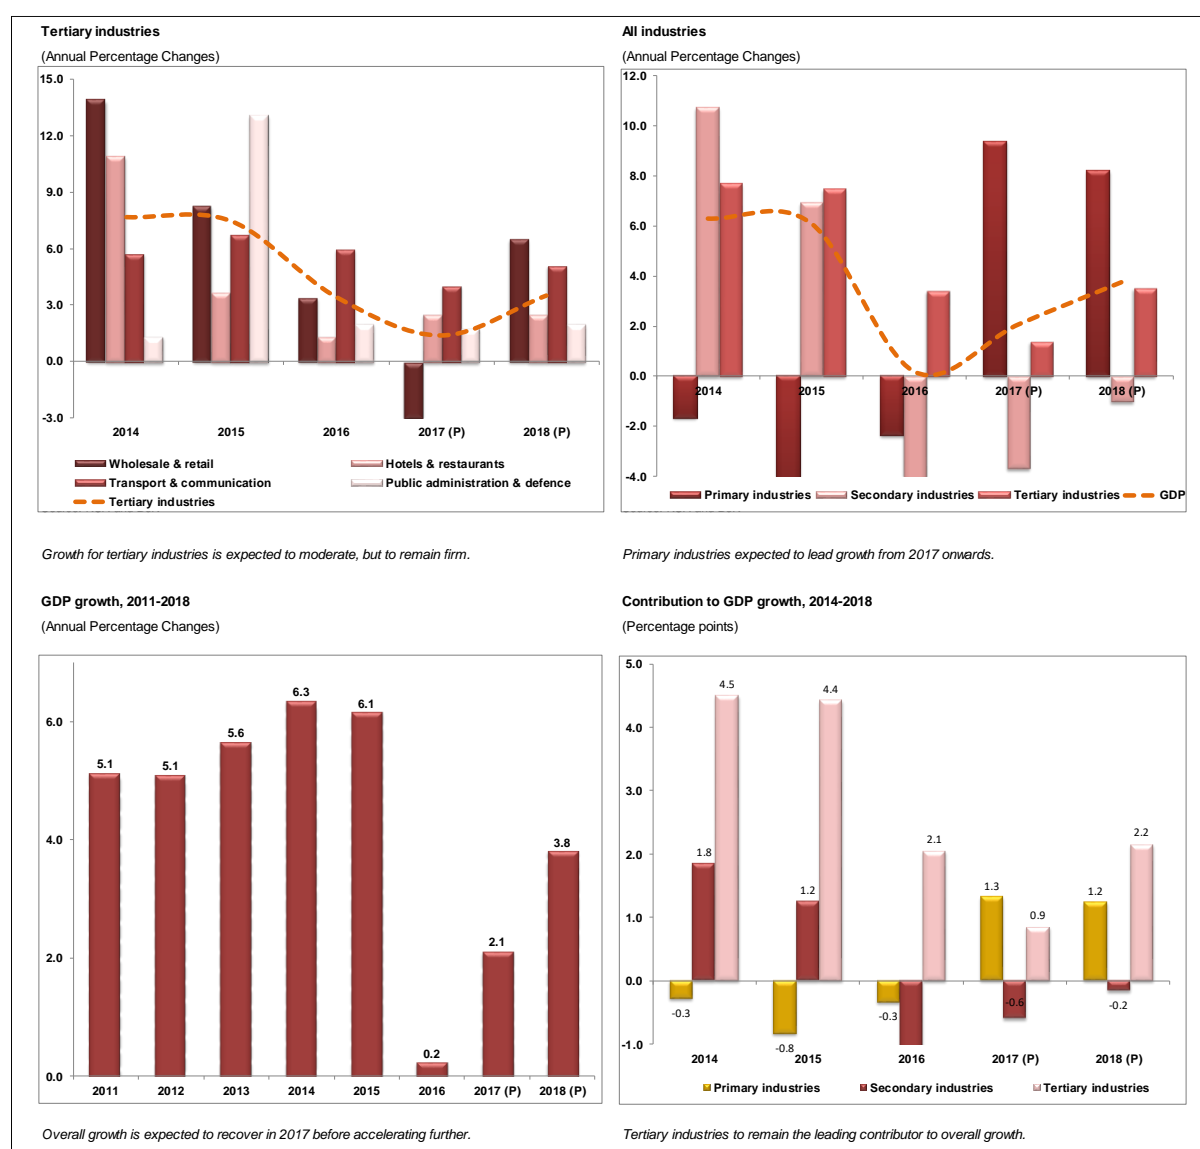 Tertiary industries
(Annual Percentage Changes)
15.0
12.0
9.0
6.0
3.0
0.0
-3.0
2014 2015 2016 2017 (P) 2018 (P)
Wholesale & retail Hotels & restaurants
Transport & communication Public administration & defence
Tertiary industries
Growth for tertiary industries is expected to moderate, but to remain firm.
All industries
(Annual Percentage Changes)
12.0
10.0
8.0
6.0
4.0
2.0
0.0
-2.0
-4.0
2014 2015 2016 2017 (P) 2018 (P)
Primary industries Secondary industries Tertiary industries GDP
Primary industries expected to lead growth from 2017 onwards.
GDP growth, 2011-2018
(Annual Percentage Changes)
6.0
4.0
2.0
0.0
5.1 5.1 5.6 6.3 6.1 0.2 2.1 3.8
2011 2012 2013 2014 2015 2016 2017 (P) 2018 (P)
Overall growth is expected to recover in 2017 before accelerating further.
Contribution to GDP growth, 2014-2018
(Percentage points)
5.0
4.0
3.0
2.0
1.0
0.0
-1.0
-0.3 1.8 4.5
-0.8 1.2 4.4
-0.3 2.1
1.3 -0.6 0.9
1.2 -0.2 2.2
2014 2015 2016 2017 (P) 2018 (P)
Primary industries Secondary industries Tertiary industries
Tertiary industries to remain the leading contributor to overall growth.